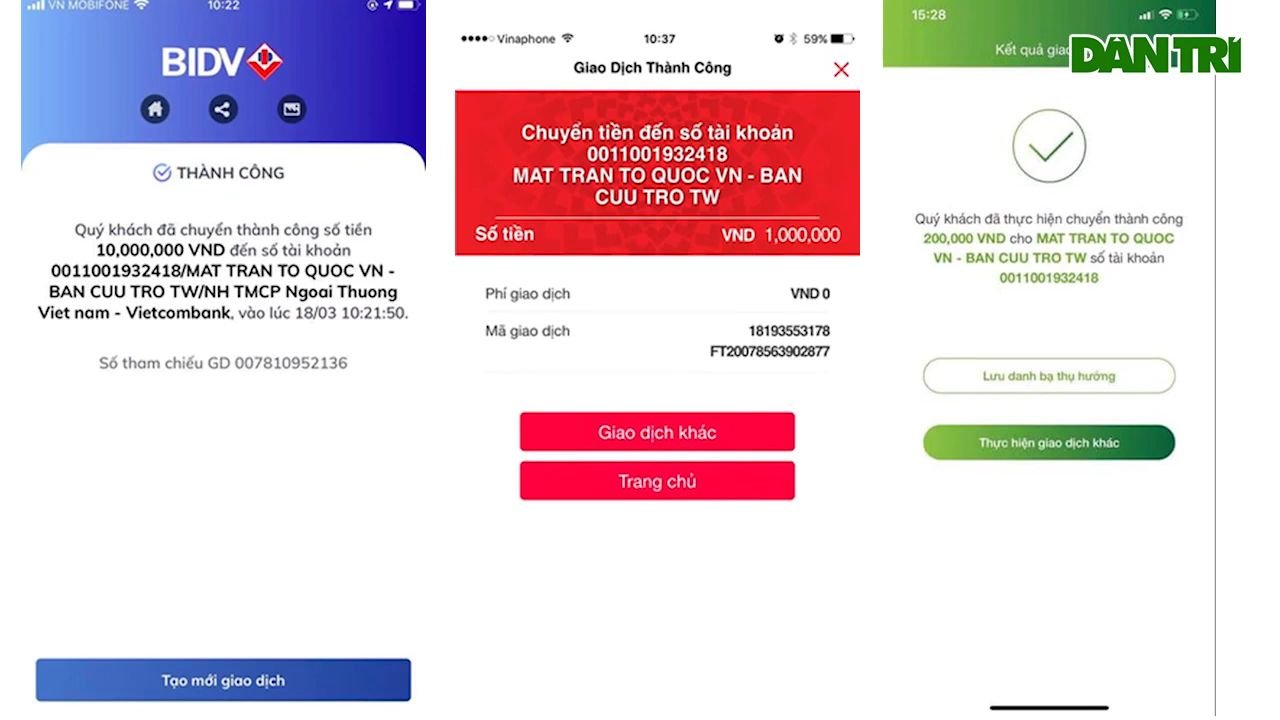 VN MOBIFONE 10:22
BIDV
THÀNH CÔNG
Quý khách đã chuyển thành công số tiền
10,000,000 VND đến số tài khoản
0011001932418/MAT TRAN TO QUOC VN -
BAN CUU TRO TW/NH TMCP Ngoai Thuong
Viet nam - Vietcombank, vào lúc 18/03 10:21:50.
Số tham chiếu GD 007810952136
Tạo mới giao dịch
Vinaphone 10:37 59%
Giao Dịch Thành Công
Chuyển tiền đến số tài khoản
0011001932418
MAT TRAN TO QUOC VN - BAN
CUU TRO TW
Số tiền VND 1,000,000
Phí giao dịch VND 0
Mã giao dịch 18193553178
FT20078563902877
Giao dịch khác
Trang chủ
15:28
Kết quả giao
DÂN TRÍ
Quý khách đã thực hiện chuyển thành công
200,000 VND cho MAT TRAN TO QUOC
VN - BAN CUU TRO TW số tài khoản
0011001932418
Lưu danh bạ thụ hưởng
Thực hiện giao dịch khác